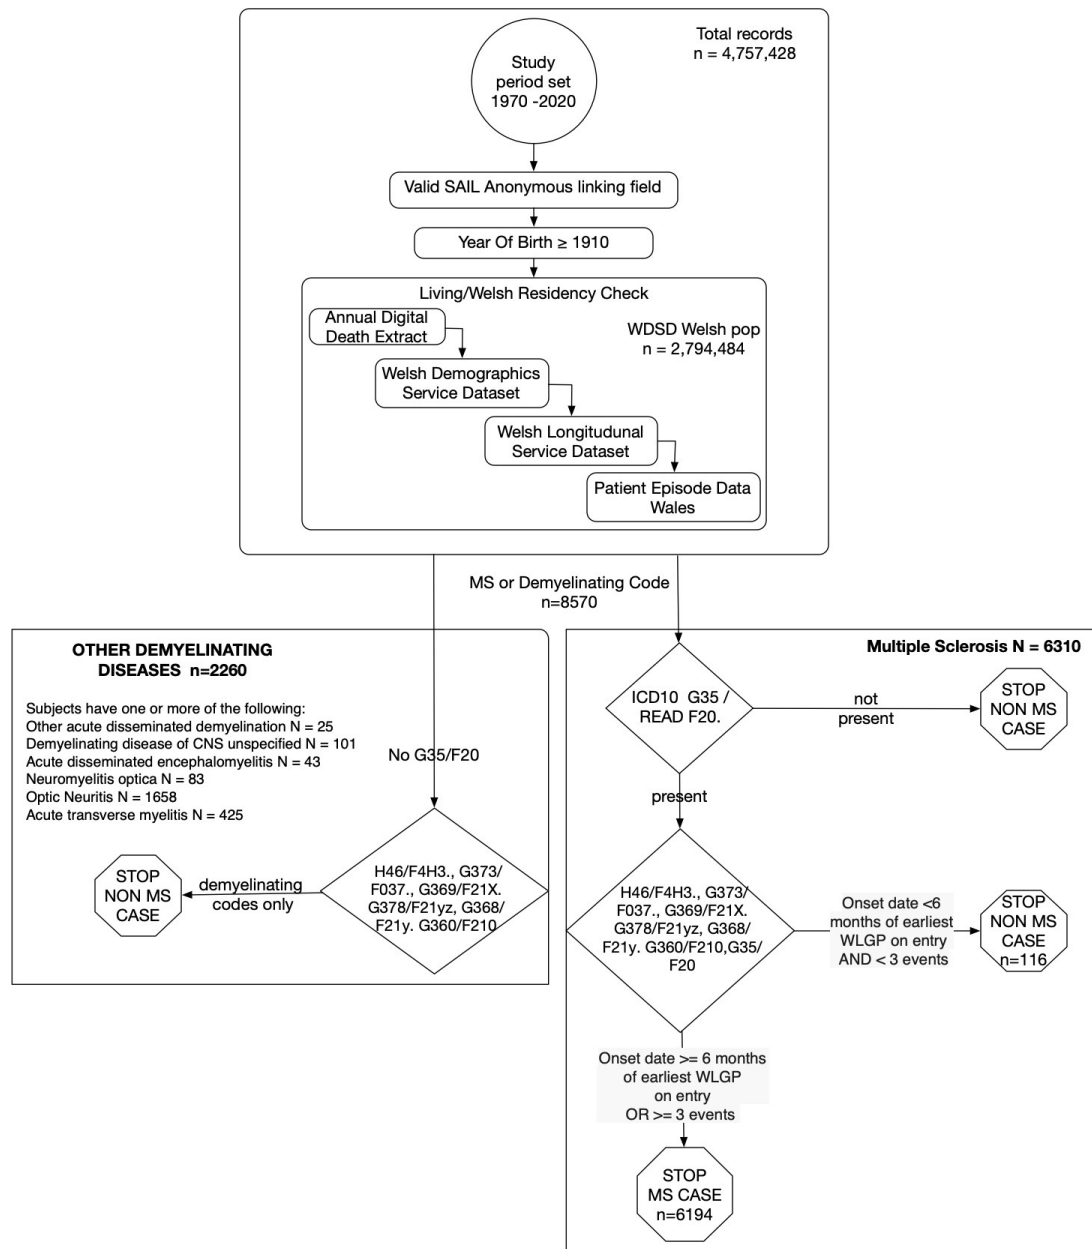 Total records
n = 4,757,428
Study
period set
1970 -2020
Valid SAIL Anonymous linking field
Year Of Birth ≥ 1910
Living/Welsh Residency Check
Annual Digital
Death Extract
WDSD Welsh pop
n = 2,794,484
Welsh Demographics
Service Dataset
Welsh Longitudunal
Service Dataset
Patient Episode Data
Wales
MS or Demyelinating Code
n=8570
OTHER DEMYELINATING
DISEASES n=2260
Subjects have one or more of the following:
Other acute disseminated demyelination N = 25
Demyelinating disease of CNS unspecified N = 101
Acute disseminated encephalomyelitis N = 43
Neuromyelitis optica N = 83
Optic Neuritis N = 1658
Acute transverse myelitis N = 425
No G35/F20
H46/F4H3., G373/
F037., G369/F21X.
G378/F21yz, G368/
F21y. G360/F210
demyelinating
codes only
STOP
NON MS
CASE
Multiple Sclerosis N = 6310
ICD10 G35 /
READ F20.
not
present
STOP
NON MS
CASE
present
H46/F4H3., G373/
F037., G369/F21X.
G378/F21yz, G368/
F21y. G360/F210,G35/
F20
Onset date <6
months of earliest
WLGP on entry
AND < 3 events
STOP
NON MS
CASE
n=116
Onset date >= 6 months
of earliest WLGP
on entry
OR >= 3 events
STOP
MS CASE
n=6194